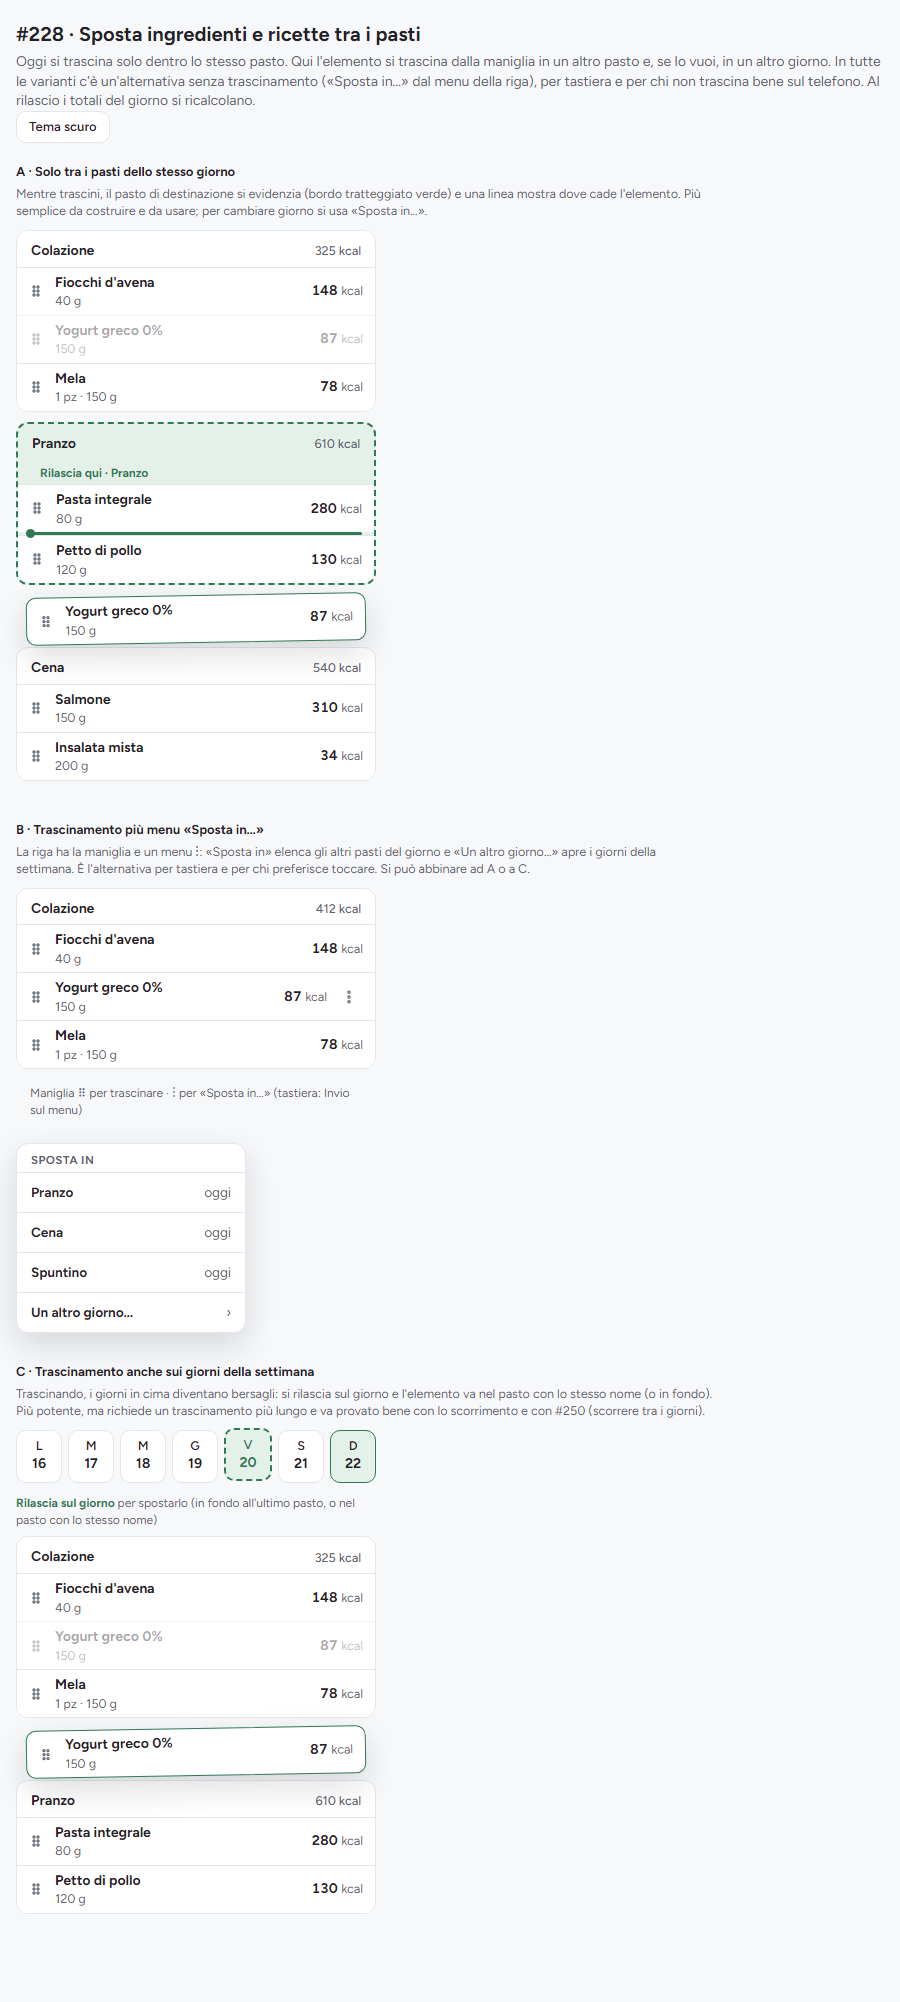 #228 · Sposta ingredienti e ricette tra i pasti
Oggi si trascina solo dentro lo stesso pasto. Qui l'elemento si trascina dalla maniglia in un altro pasto e, se lo vuoi, in un altro giorno. In tutte
le varianti c'è un'alternativa senza trascinamento («Sposta in…» dal menu della riga), per tastiera e per chi non trascina bene sul telefono. Al
rilascio i totali del giorno si ricalcolano.
Tema scuro
A · Solo tra i pasti dello stesso giorno
Mentre trascini, il pasto di destinazione si evidenzia (bordo tratteggiato verde) e una linea mostra dove cade l'elemento. Più
semplice da costruire e da usare; per cambiare giorno si usa «Sposta in…».
Colazione 325 kcal
Fiocchi d'avena
40 g
148 kcal
Yogurt greco 0%
150 g
87 kcal
Mela
1 pz · 150 g
78 kcal
Pranzo 610 kcal
Rilascia qui · Pranzo
Pasta integrale
80 g
280 kcal
Petto di pollo
120 g
130 kcal
Yogurt greco 0%
150 g
87 kcal
Cena 540 kcal
Salmone
150 g
310 kcal
Insalata mista
200 g
34 kcal
B · Trascinamento più menu «Sposta in…»
La riga ha la maniglia e un menu ⋮: «Sposta in» elenca gli altri pasti del giorno e «Un altro giorno…» apre i giorni della
settimana. È l'alternativa per tastiera e per chi preferisce toccare. Si può abbinare ad A o a C.
Colazione 412 kcal
Fiocchi d'avena
40 g
148 kcal
Yogurt greco 0%
150 g
87 kcal ⋮
Mela
1 pz · 150 g
78 kcal
Maniglia ⠿ per trascinare · ⋮ per «Sposta in…» (tastiera: Invio
sul menu)
SPOSTA IN
Pranzo oggi
Cena oggi
Spuntino oggi
Un altro giorno… ›
C · Trascinamento anche sui giorni della settimana
Trascinando, i giorni in cima diventano bersagli: si rilascia sul giorno e l'elemento va nel pasto con lo stesso nome (o in fondo).
Più potente, ma richiede un trascinamento più lungo e va provato bene con lo scorrimento e con #250 (scorrere tra i giorni).
L M M G V S D
16 17 18 19 20 21 22
Rilascia sul giorno per spostarlo (in fondo all'ultimo pasto, o nel
pasto con lo stesso nome)
Colazione 325 kcal
Fiocchi d'avena
40 g
148 kcal
Yogurt greco 0%
150 g
87 kcal
Mela
1 pz · 150 g
78 kcal
Yogurt greco 0%
150 g
87 kcal
Pranzo 610 kcal
Pasta integrale
80 g
280 kcal
Petto di pollo
120 g
130 kcal